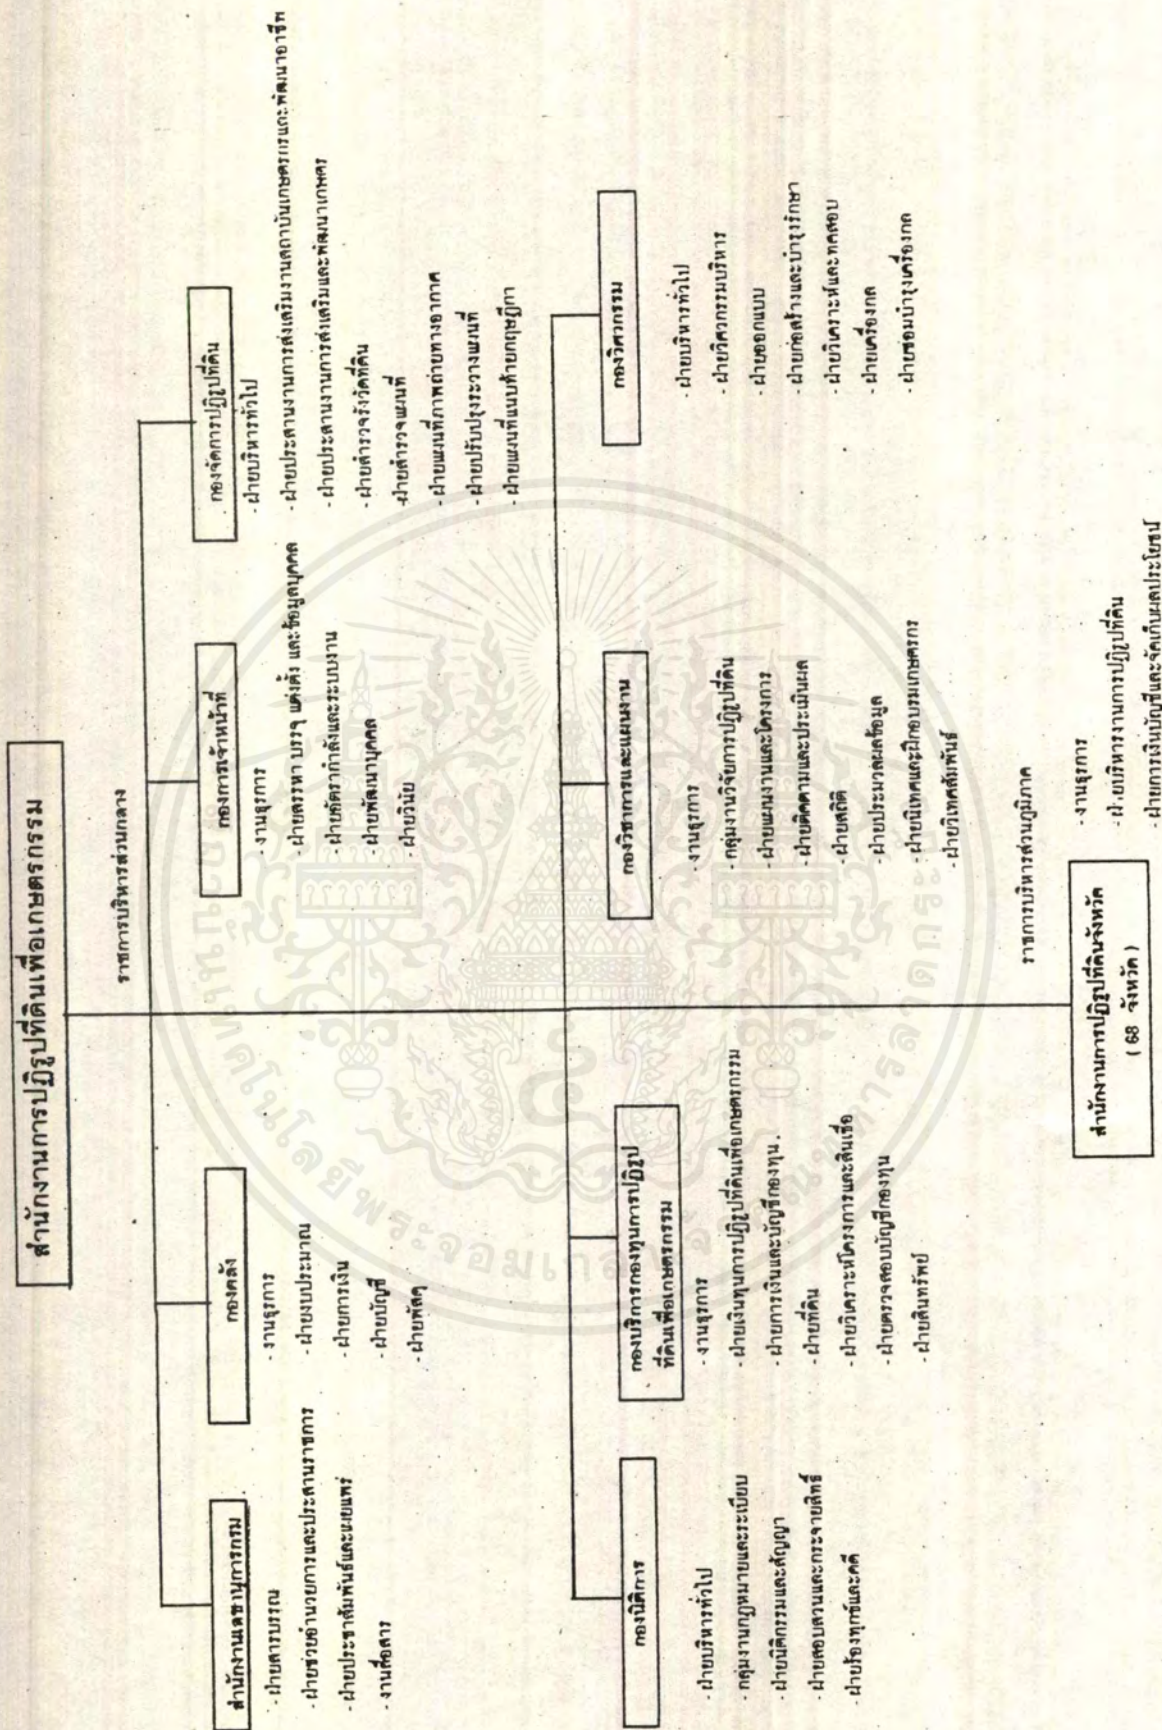 สำนักงานการปฏิรูปที่ดินเพื่อเกษตรกรรม
ราชการบริหารส่วนกลาง
สำนักงานเลขานุการกรม
- ฝ่ายสารบรรณ
- ฝ่ายช่วยอำนวยการและประสานราชการ
- ฝ่ายประชาสัมพันธ์และเผยแพร่
- งานสื่อสาร
กองคลัง
- งานธุรการ
- ฝ่ายงบประมาณ
- ฝ่ายการเงิน
- ฝ่ายบัญชี
- ฝ่ายพัสดุ
กองการเจ้าหน้าที่
- งานธุรการ
- ฝ่ายสรรหา บรรจุ แต่งตั้ง และข้อมูลบุคคล
- ฝ่ายอัตรากำลังและระบบงาน
- ฝ่ายพัฒนาบุคคล
- ฝ่ายวินัย
กองจัดการปฏิรูปที่ดิน
- ฝ่ายบริหารทั่วไป
- ฝ่ายประสานงานการส่งเสริมงานสถาบันเกษตรกรและพัฒนาอาชีพ
- ฝ่ายประสานงานการส่งเสริมและพัฒนาเกษตร
- ฝ่ายสำรวจรังวัดที่ดิน
-ฝ่ายสำรวจแผนที่
- ฝ่ายแผนที่ภาพถ่ายทางอากาศ
- ฝ่ายปรับปรุงระวางแผนที่
- ฝ่ายแผนที่แนบท้ายกฤษฎีกา
กองนิติการ
- ฝ่ายบริหารทั่วไป
- กลุ่มงานกฎหมายและระเบียบ
- ฝ่ายนิติกรรมและสัญญา
- ฝ่ายสอบสวนและกระจายสิทธิ์
- ฝ่ายร้องทุกข์และคดี
กองบริการกองทุนการปฏิรูป
ที่ดินเพื่อเกษตรกรรม
- งานธุรการ
- ฝ่ายเงินทุนการปฏิรูปที่ดินเพื่อเกษตรกรรม
- ฝ่ายการเงินและบัญชีกองทุน.
- ฝ่ายที่ดิน
- ฝ่ายวิเคราะห์โครงการและสินเชื่อ
- ฝ่ายตรวจสอบบัญชีกองทุน
- ฝ่ายสินทรัพย์
กองวิชาการและแผนงาน
- งานธุรการ
- กลุ่มงานวิจัยการปฏิรูปที่ดิน
- ฝ่ายแผนงานและโครงการ
- ฝ่ายติดตามและประเมินผล
- ฝ่ายสถิติ
- ฝ่ายประมวลผลข้อมูล
- ฝ่ายนิเทศและฝึกอบรมเกษตรกร
- ฝ่ายวิเทศสัมพันธ์
กองวิศวกรรม
- ฝ่ายบริหารทั่วไป
- ฝ่ายวิศวกรรมบริหาร
- ฝ่ายออกแบบ
- ฝ่ายก่อสร้างและบำรุงรักษา
- ฝ่ายวิเคราะห์และทดสอบ
- ฝ่ายเครื่องกล
- ฝ่ายซ่อมบำรุงเครื่องกล
ราชการบริหารส่วนภูมิภาค
สำนักงานการปฏิรูปที่ดินจังหวัด
( 68 จังหวัด )
- งานธุรการ
- ฝ่ายบริหารงานการปฏิรูปที่ดิน
- ฝ่ายการเงินบัญชีและจัดเก็บผลประโยชน์